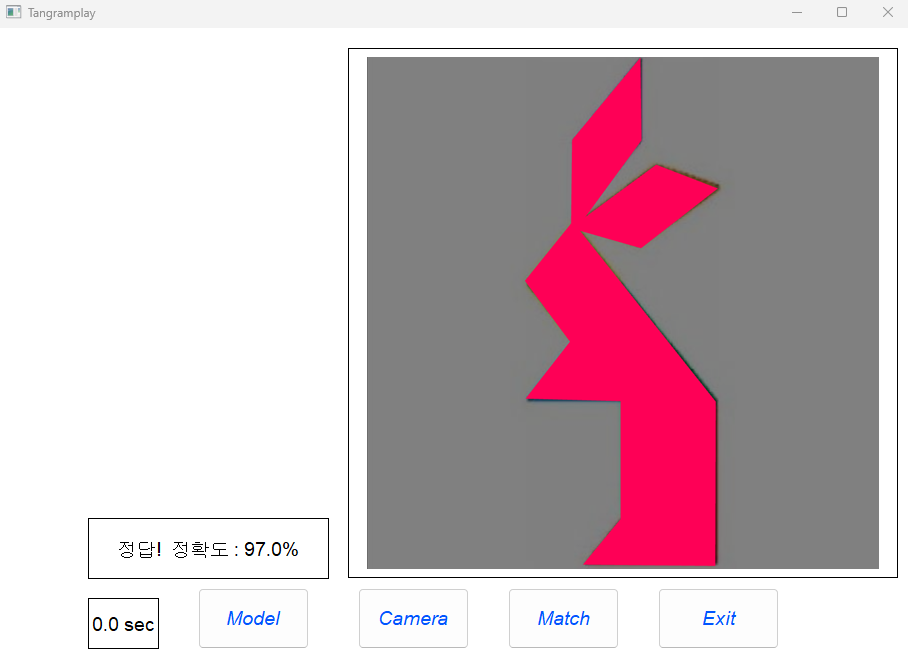 Tangramplay
정답! 정확도 : 97.0%
0.0 sec
Model
Camera
Match
Exit